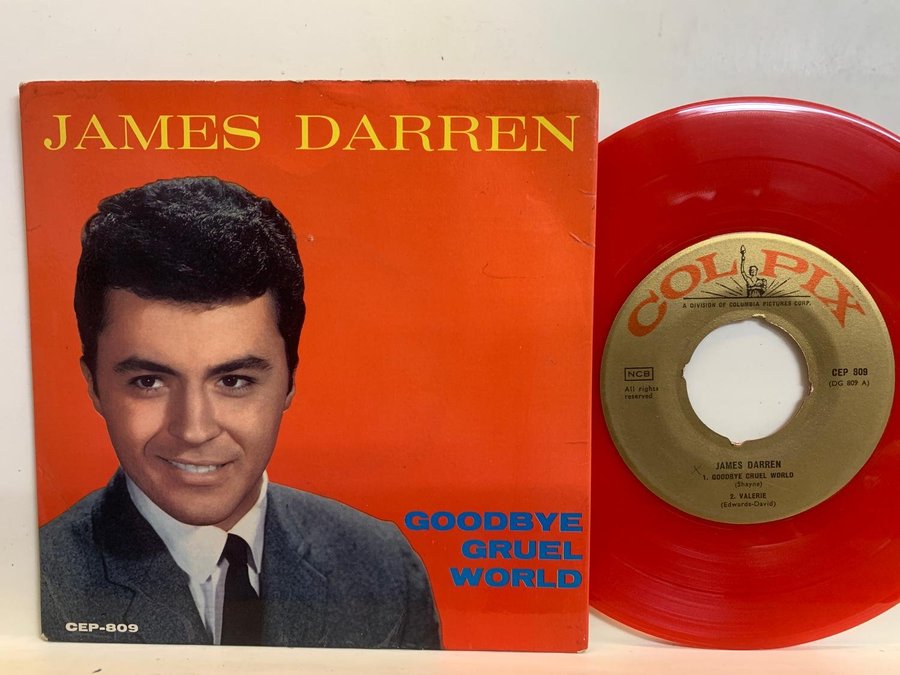 JAMES DARREN
GOODBYE
GRUEL
WORLD
CEP-809
COLPIX
A DIVISION OF COLUMBIA PICTURES CORP.
NCB
All rights
reserved
CEP 809
(DG 809 A)
JAMES DARREN
1. GOODBYE CRUEL WORLD
(Shayne)
2. VALERIE
(Edwards-David)